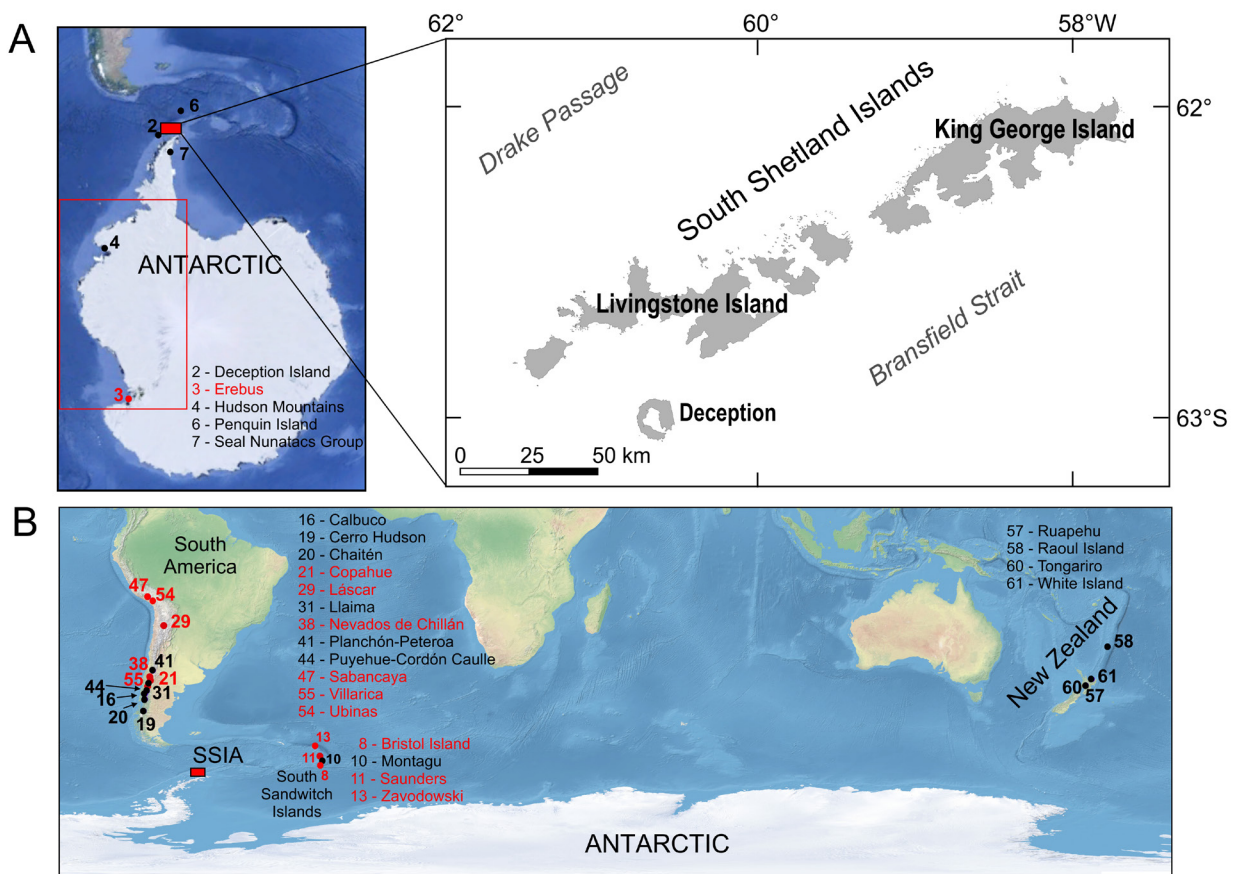 A
62°
60°
58°W
6
2
7
4
ANTARCTIC
2 - Deception Island
3 - Erebus
3
4 - Hudson Mountains
6 - Penquin Island
7 - Seal Nunatacs Group
Drake Passage
South Shetland Islands
King George Island
62°
Livingstone Island
Bransfield Strait
Deception
63°S
0
25
50 km
B
South
America
16 - Calbuco
19 - Cerro Hudson
20 - Chaitén
21 - Copahue
29 - Láscar
31 - Llaima
38 - Nevados de Chillán
41 - Planchón-Peteroa
44 - Puyehue-Cordón Caulle
47 - Sabancaya
55 - Villarica
54 - Ubinas
57 - Ruapehu
58 - Raoul Island
60 - Tongariro
61 - White Island
47
54
29
38
41
55
21
44
31
16
20
19
SSIA
13
11
10
8
South
Sandwitch
Islands
8 - Bristol Island
10 - Montagu
11 - Saunders
13 - Zavodowski
New Zealand
58
61
60
57
ANTARCTIC